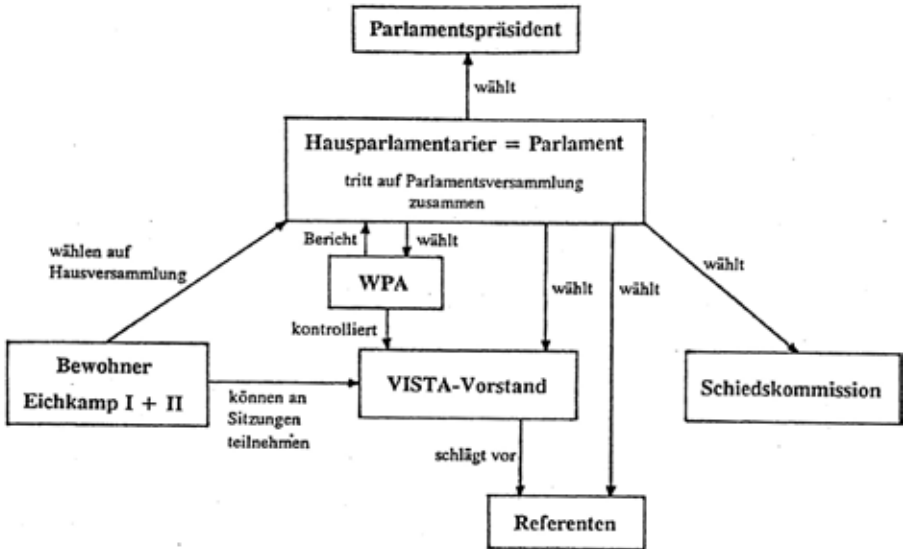 Parlamentspräsident
wählt
Hausparlamentarier = Parlament
tritt auf Parlamentsversammlung
zusammen
wählen auf
Hausversammlung
Bericht
wählt
wählt
wählt
wählt
WPA
kontrolliert
Bewohner
Eichkamp I + II
können an
Sitzungen
teilnehmen
VISTA-Vorstand
Schiedskommission
schlägt vor
Referenten